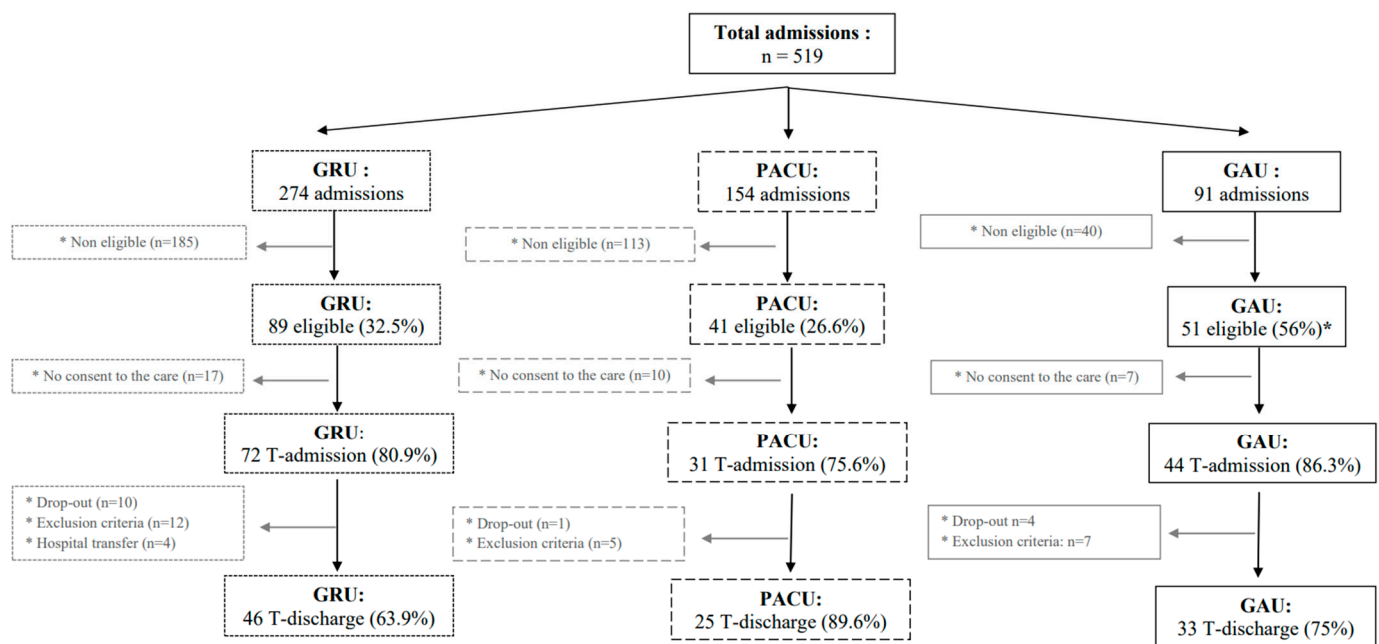 Total admissions :
n = 519
GRU :
274 admissions
PACU:
154 admissions
GAU :
91 admissions
* Non eligible (n=185)
* Non eligible (n=113)
* Non eligible (n=40)
GRU:
89 eligible (32.5%)
PACU:
41 eligible (26.6%)
GAU:
51 eligible (56%)*
* No consent to the care (n=17)
* No consent to the care (n=10)
* No consent to the care (n=7)
GRU:
72 T-admission (80.9%)
PACU:
31 T-admission (75.6%)
GAU:
44 T-admission (86.3%)
* Drop-out (n=10)
* Exclusion criteria (n=12)
* Hospital transfer (n=4)
* Drop-out (n=1)
* Exclusion criteria (n=5)
* Drop-out n=4
* Exclusion criteria: n=7
GRU:
46 T-discharge (63.9%)
PACU:
25 T-discharge (89.6%)
GAU:
33 T-discharge (75%)